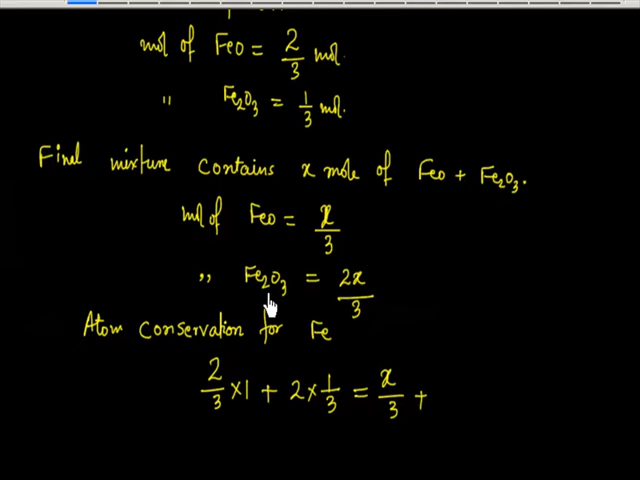 mol of FeO = 2/3 mol.
" Fe₂O₃ = 1/3 mol.
Final mixture contains x mole of FeO + Fe₂O₃.
mol of FeO = x/3
" Fe₂O₃ = 2x/3
Atom conservation for Fe
2/3 × 1 + 2 × 1/3 = x/3 +